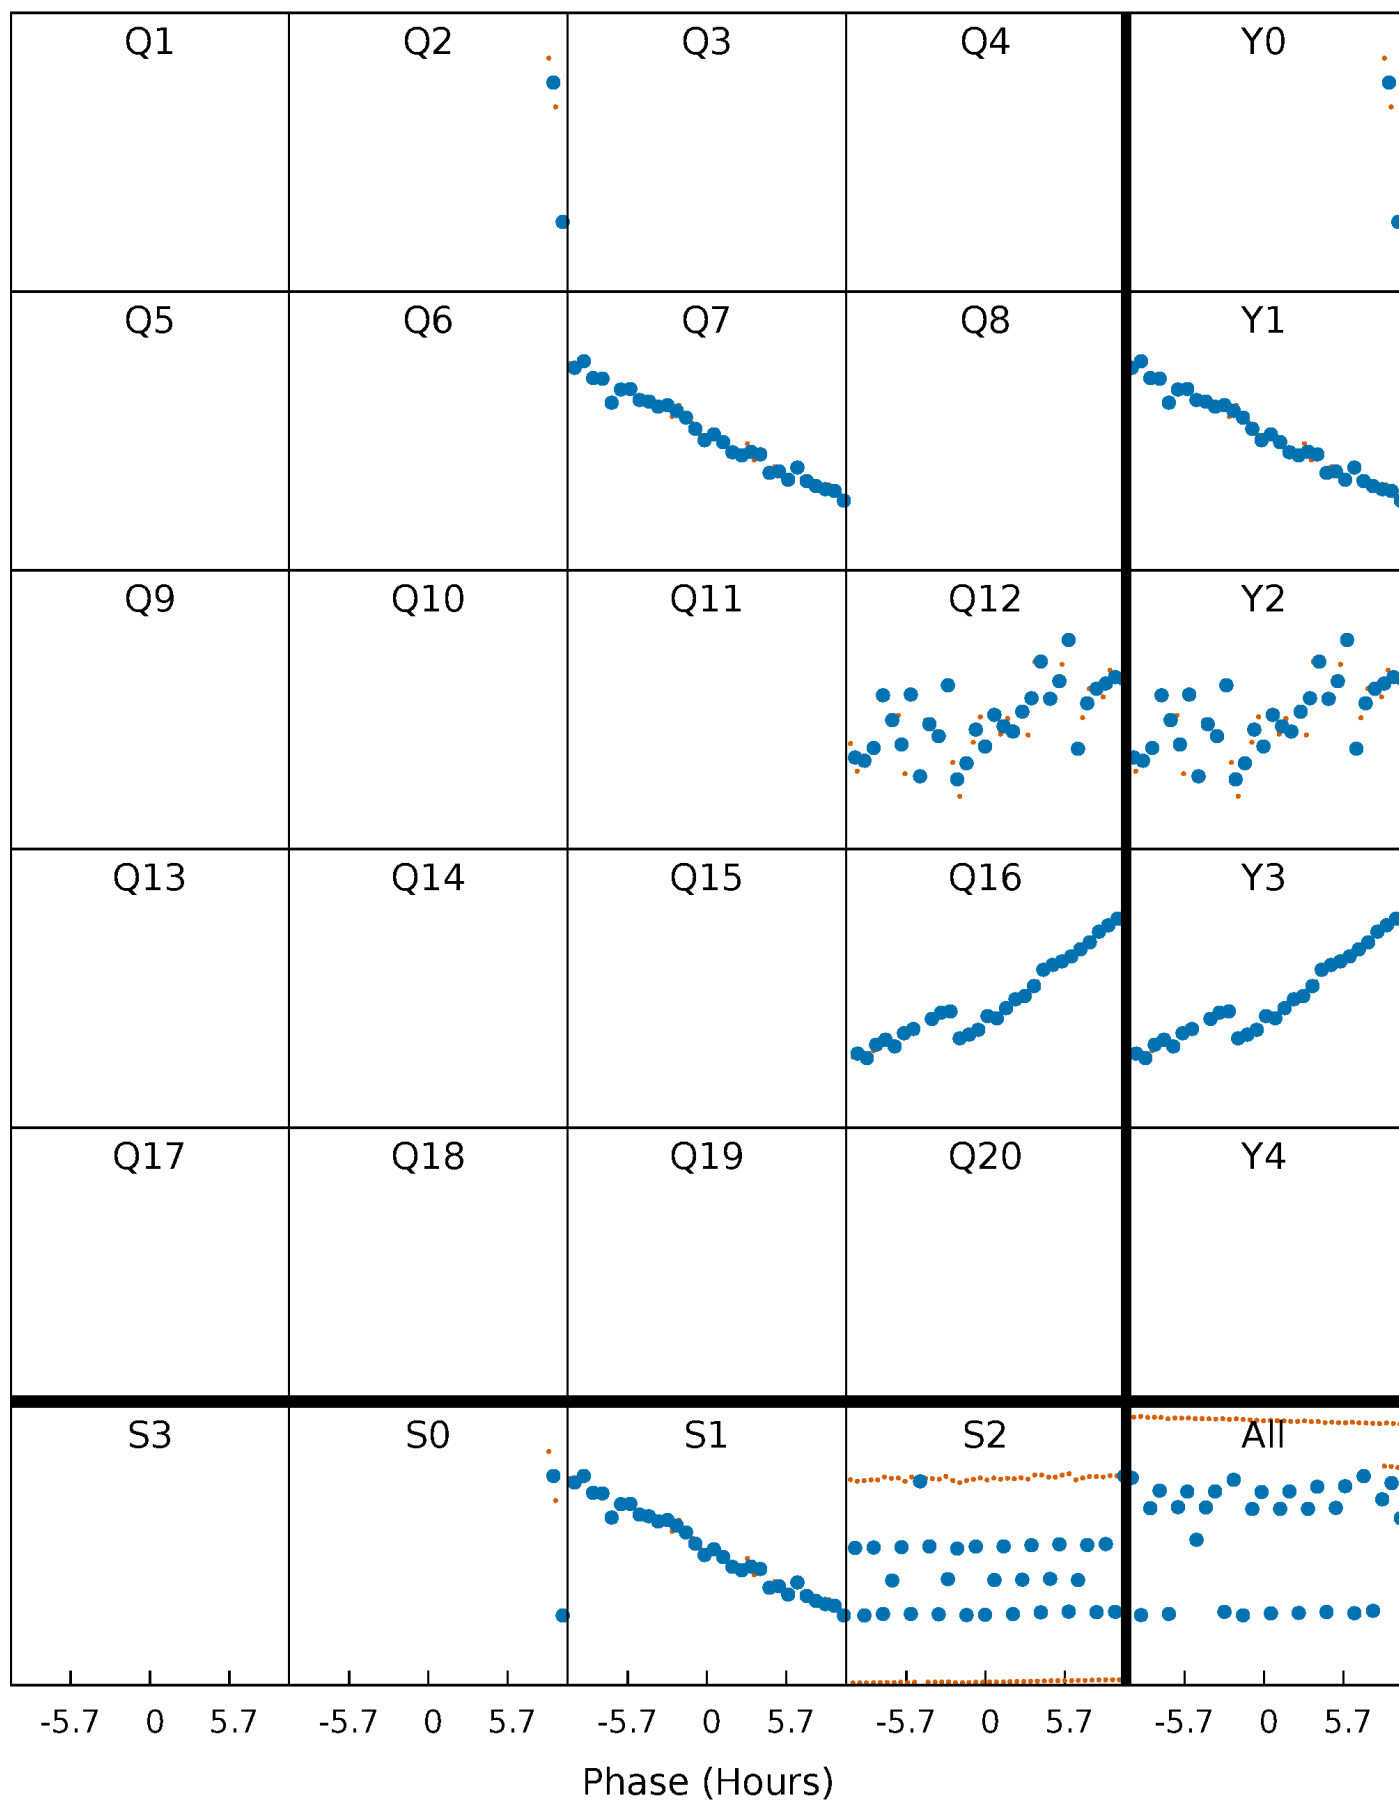 Q1 Q2 Q3 Q4 Y0
Q5 Q6 Q7 Q8 Y1
Q9 Q10 Q11 Q12 Y2
Q13 Q14 Q15 Q16 Y3
Q17 Q18 Q19 Q20 Y4
S3 S0 S1 S2 All
-5.7 0 5.7 -5.7 0 5.7 -5.7 0 5.7 -5.7 0 5.7 -5.7 0 5.7
Phase (Hours)